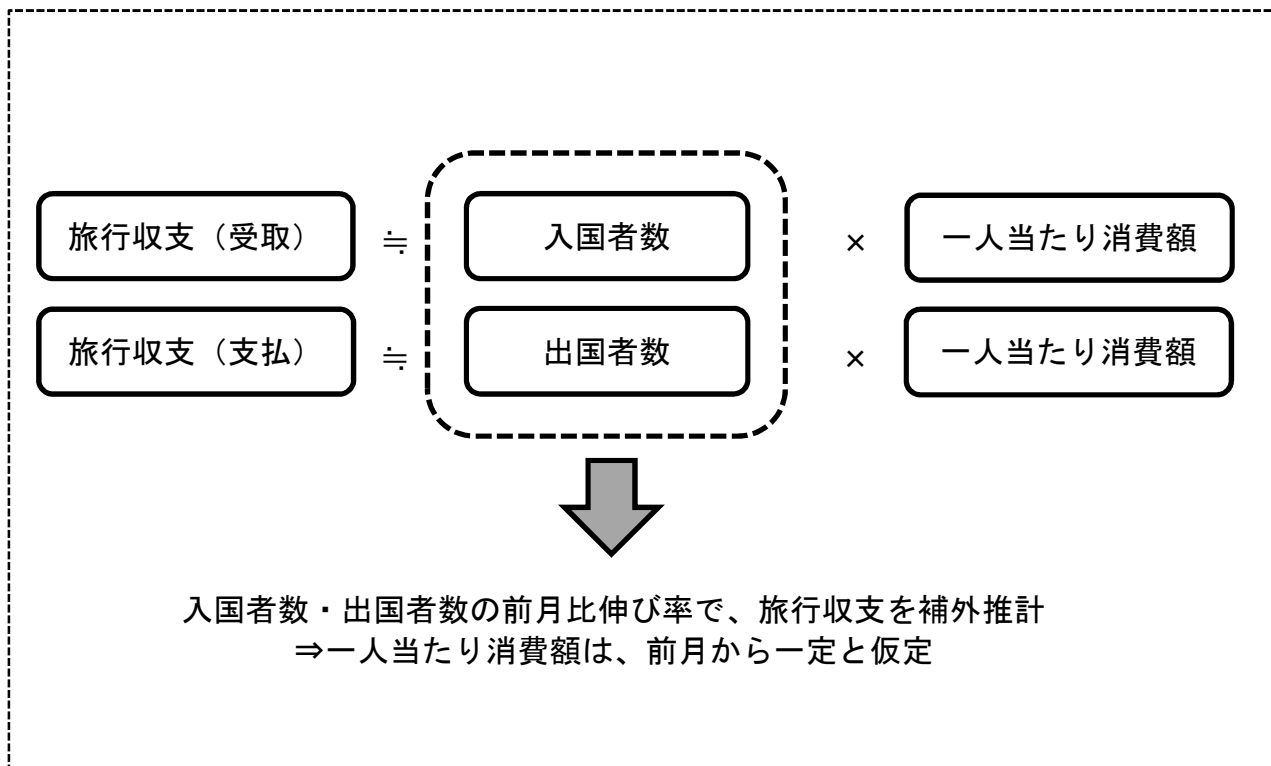 旅行収支（受取） ≒ 入国者数 × 一人当たり消費額
旅行収支（支払） ≒ 出国者数 × 一人当たり消費額
入国者数・出国者数の前月比伸び率で、旅行収支を補外推計
⇒一人当たり消費額は、前月から一定と仮定